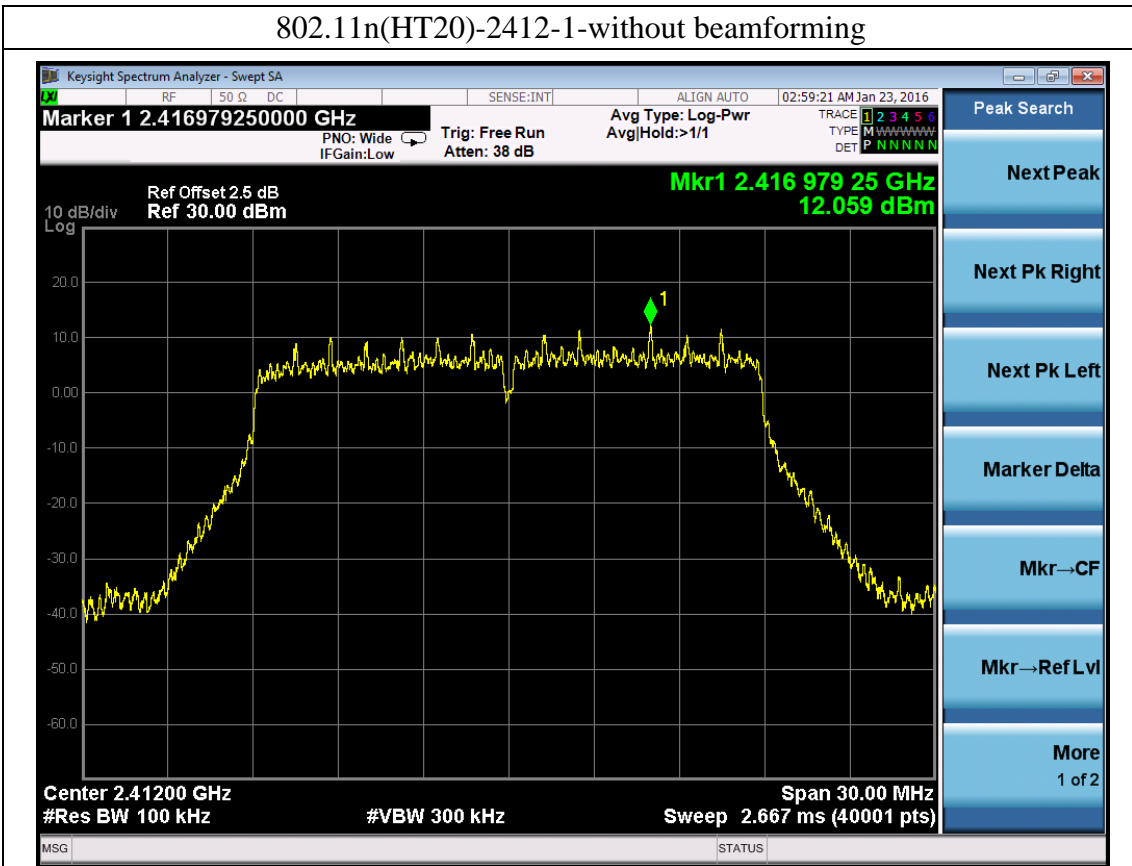 802.11n(HT20)-2412-1-without beamforming
Keysight Spectrum Analyzer - Swept SA
LXI RF 50 Ω DC SENSE:INT ALIGN AUTO 02:59:21 AM Jan 23, 2016
Marker 1 2.416979250000 GHz
PNO: Wide
IFGain:Low
Trig: Free Run
Atten: 38 dB
Avg Type: Log-Pwr
Avg|Hold:>1/1
TRACE 1 2 3 4 5 6
TYPE M WWWWW
DET P N N N N N
Peak Search
Mkr1 2.416 979 25 GHz
12.059 dBm
Ref Offset 2.5 dB
10 dB/div Ref 30.00 dBm
Log
20.0
10.0
0.00
-10.0
-20.0
-30.0
-40.0
-50.0
-60.0
1
Center 2.41200 GHz Span 30.00 MHz
#Res BW 100 kHz #VBW 300 kHz Sweep 2.667 ms (40001 pts)
Next Peak
Next Pk Right
Next Pk Left
Marker Delta
Mkr→CF
Mkr→Ref Lvl
More
1 of 2
MSG STATUS